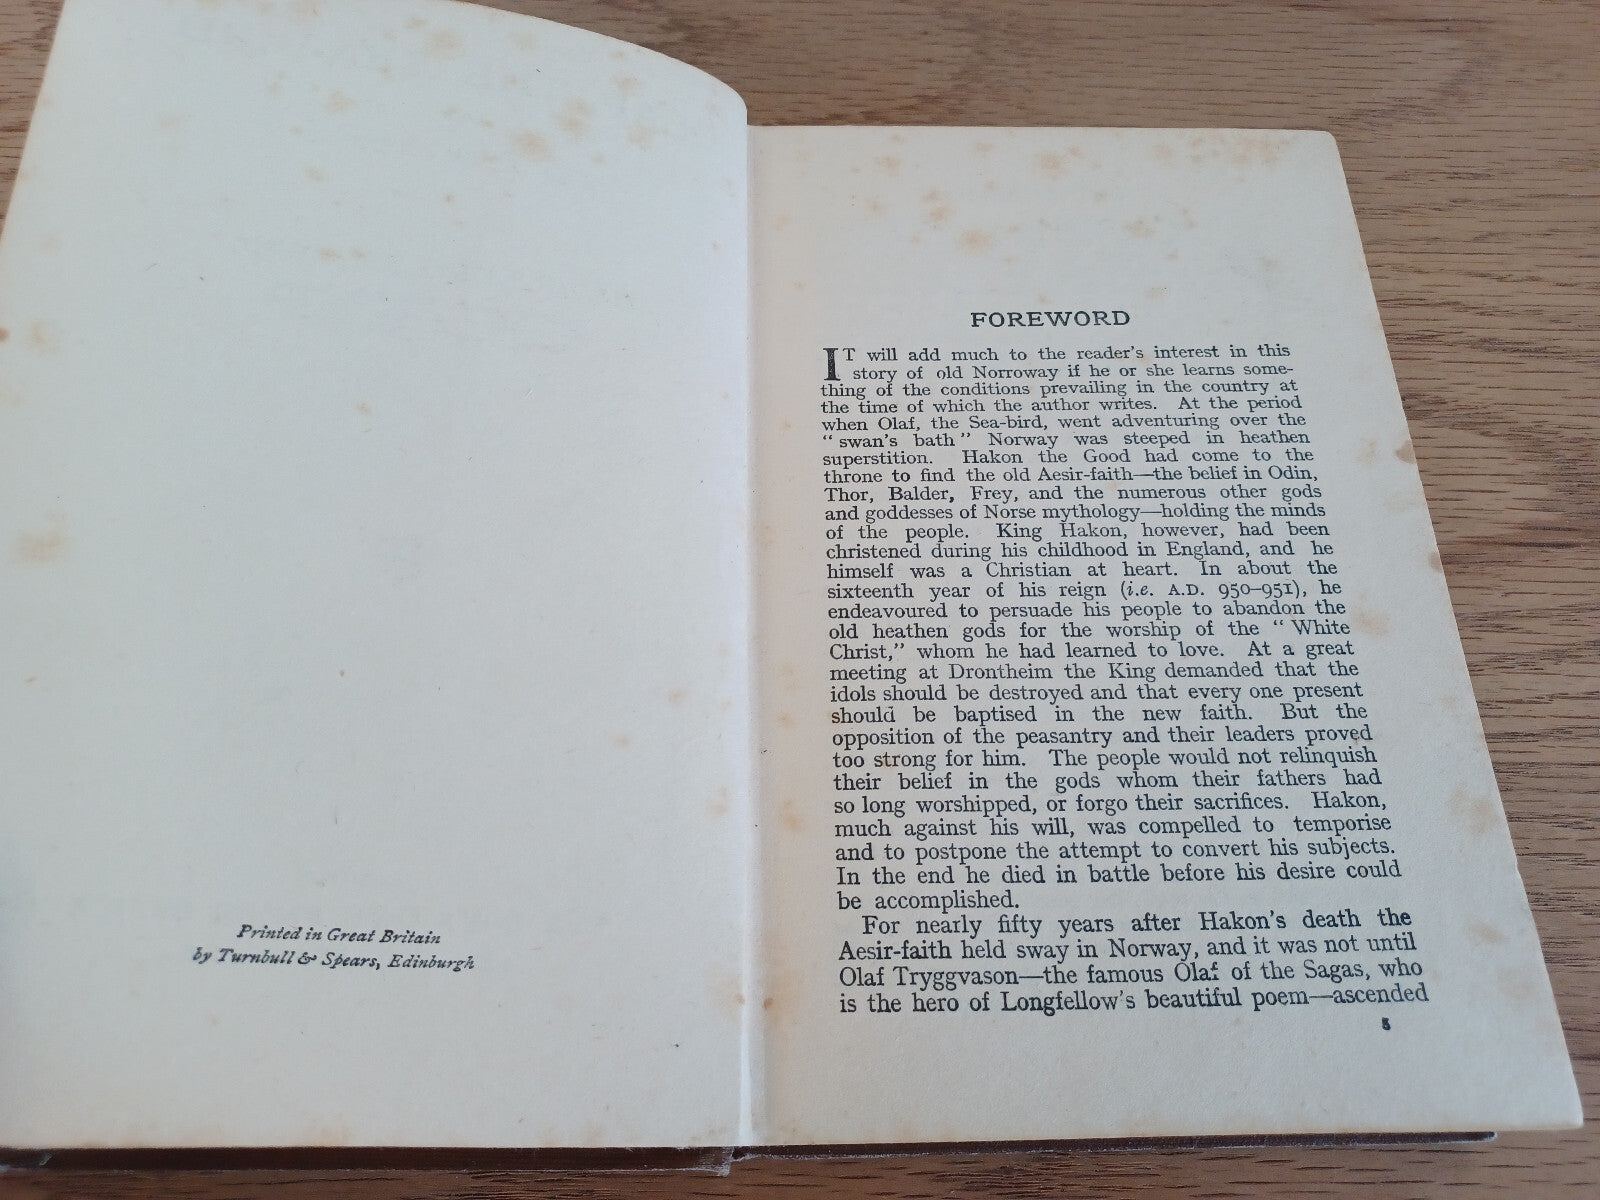 Printed in Great Britain
by Turnbull & Spears, Edinburgh
FOREWORD
IT will add much to the reader's interest in this
story of old Norroway if he or she learns some-
thing of the conditions prevailing in the country at
the time of which the author writes. At the period
when Olaf, the Sea-bird, went adventuring over the
"swan's bath" Norway was steeped in heathen
superstition. Hakon the Good had come to the
throne to find the old Aesir-faith—the belief in Odin,
Thor, Balder, Frey, and the numerous other gods
and goddesses of Norse mythology—holding the minds
of the people. King Hakon, however, had been
christened during his childhood in England, and he
himself was a Christian at heart. In about the
sixteenth year of his reign (i.e. A.D. 950-951), he
endeavoured to persuade his people to abandon the
old heathen gods for the worship of the "White
Christ," whom he had learned to love. At a great
meeting at Drontheim the King demanded that the
idols should be destroyed and that every one present
should be baptised in the new faith. But the
opposition of the peasantry and their leaders proved
too strong for him. The people would not relinquish
their belief in the gods whom their fathers had
so long worshipped, or forgo their sacrifices. Hakon,
much against his will, was compelled to temporise
and to postpone the attempt to convert his subjects.
In the end he died in battle before his desire could
be accomplished.
For nearly fifty years after Hakon's death the
Aesir-faith held sway in Norway, and it was not until
Olaf Tryggvason—the famous Olaf of the Sagas, who
is the hero of Longfellow's beautiful poem—ascended
5